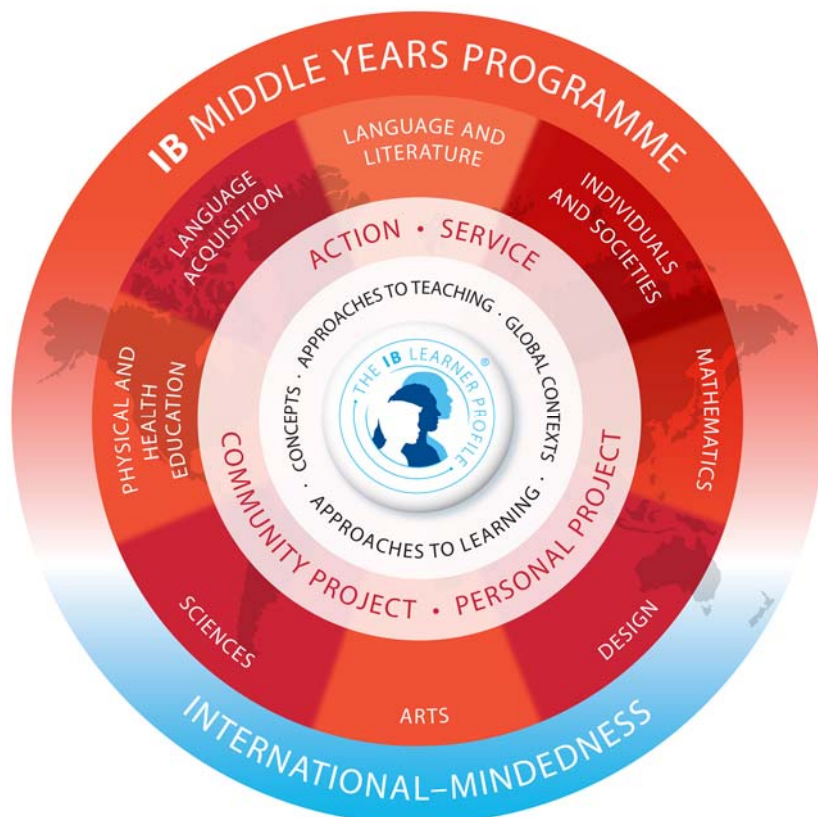 IB MIDDLE YEARS PROGRAMME
LANGUAGE AND
LITERATURE
LANGUAGE
ACQUISITION
INDIVIDUALS
AND SOCIETIES
PHYSICAL AND
HEALTH
EDUCATION
MATHEMATICS
SCIENCES
ARTS
DESIGN
ACTION • SERVICE
COMMUNITY PROJECT • PERSONAL PROJECT
· CONCEPTS · APPROACHES TO TEACHING · GLOBAL CONTEXTS
· APPROACHES TO LEARNING ·
· THE IB LEARNER PROFILE ·®
INTERNATIONAL–MINDEDNESS